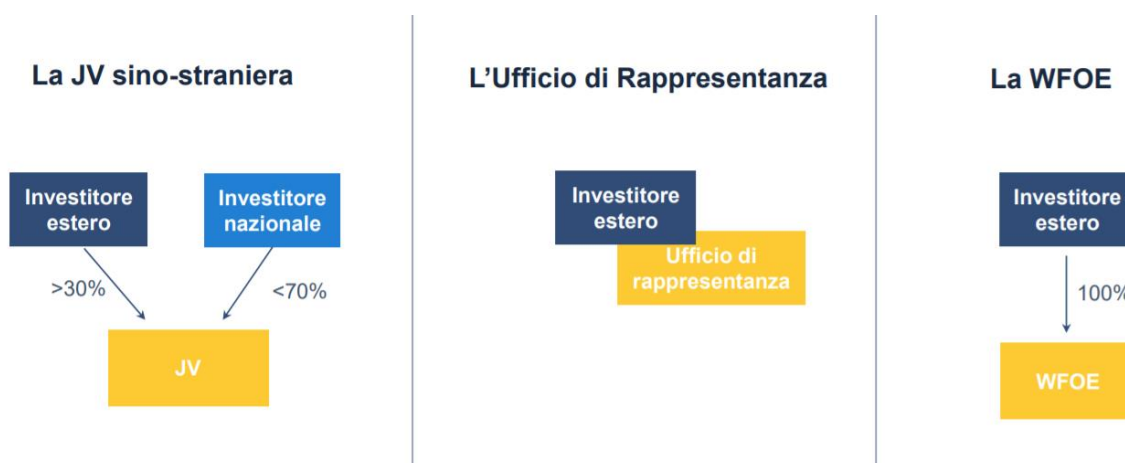 La JV sino-straniera
Investitore
estero
Investitore
nazionale
>30%
<70%
JV
L'Ufficio di Rappresentanza
Investitore
estero
Ufficio di
rappresentanza
La WFOE
Investitore
estero
100%
WFOE